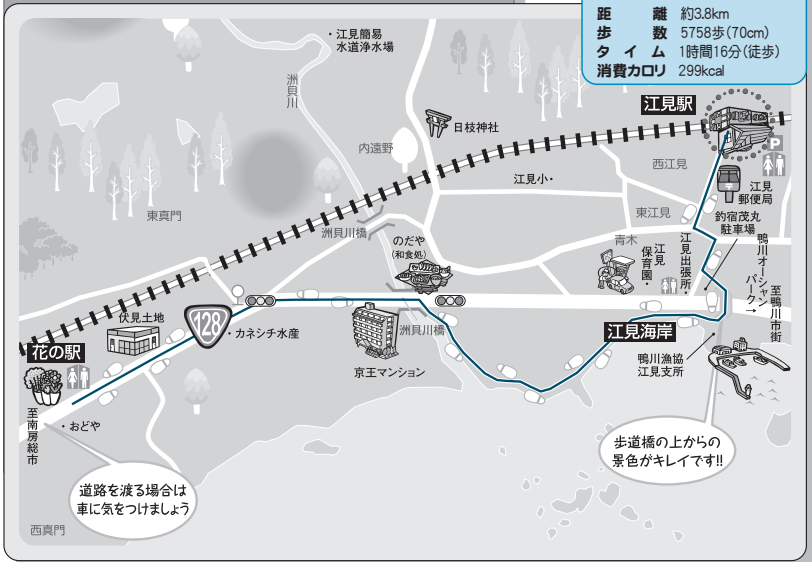 距離 約3.8km
歩数 5758歩(70cm)
タイム 1時間16分(徒歩)
消費カロリ 299kcal
・江見簡易
水道浄水場
洲貝川
江見駅
日枝神社
P
内遠野
西江見
江見小・
江見
郵便局
東江見
東真門
釣宿茂丸
駐車場
洲貝川橋
のだや
(和食処)
青木
江見
保育園・
江見出張所・
鴨川オーシャン
パーク→
至鴨川市街
伏見土地
128
・カネシチ水産
洲貝川橋
江見海岸
花の駅
京王マンション
鴨川漁協
江見支所
至南房総市
・おどや
歩道橋の上からの
景色がキレイです!!
道路を渡る場合は
車に気をつけましょう
西真門